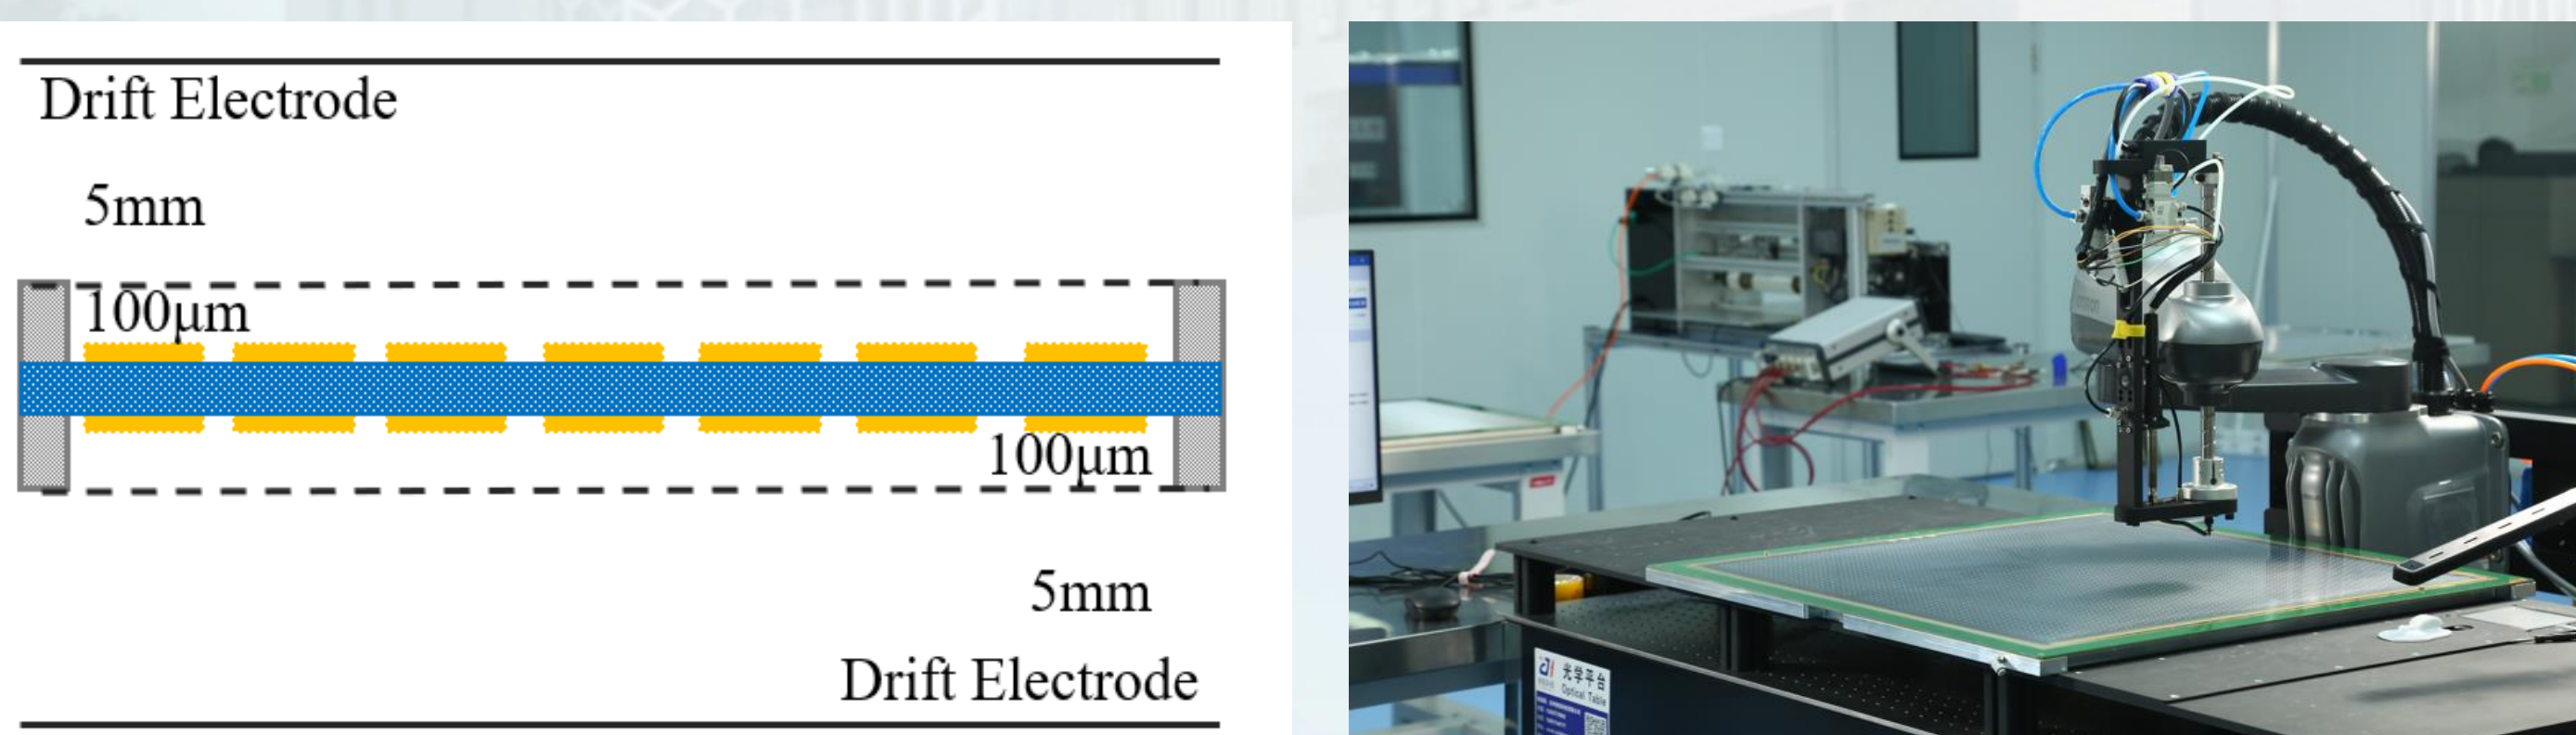 Drift Electrode
5mm
100μm
100μm
5mm
Drift Electrode
光学平台
Optical Table